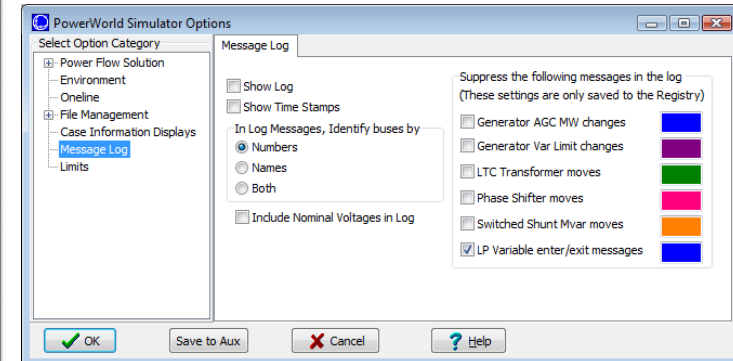 PowerWorld Simulator Options
Select Option Category
Power Flow Solution
Environment
Oneline
File Management
Case Information Displays
Message Log
Limits
Message Log
Show Log
Show Time Stamps
In Log Messages, Identify buses by
Numbers
Names
Both
Include Nominal Voltages in Log
Suppress the following messages in the log
(These settings are only saved to the Registry)
Generator AGC MW changes
Generator Var Limit changes
LTC Transformer moves
Phase Shifter moves
Switched Shunt Mvar moves
LP Variable enter/exit messages
OK
Save to Aux
Cancel
? Help